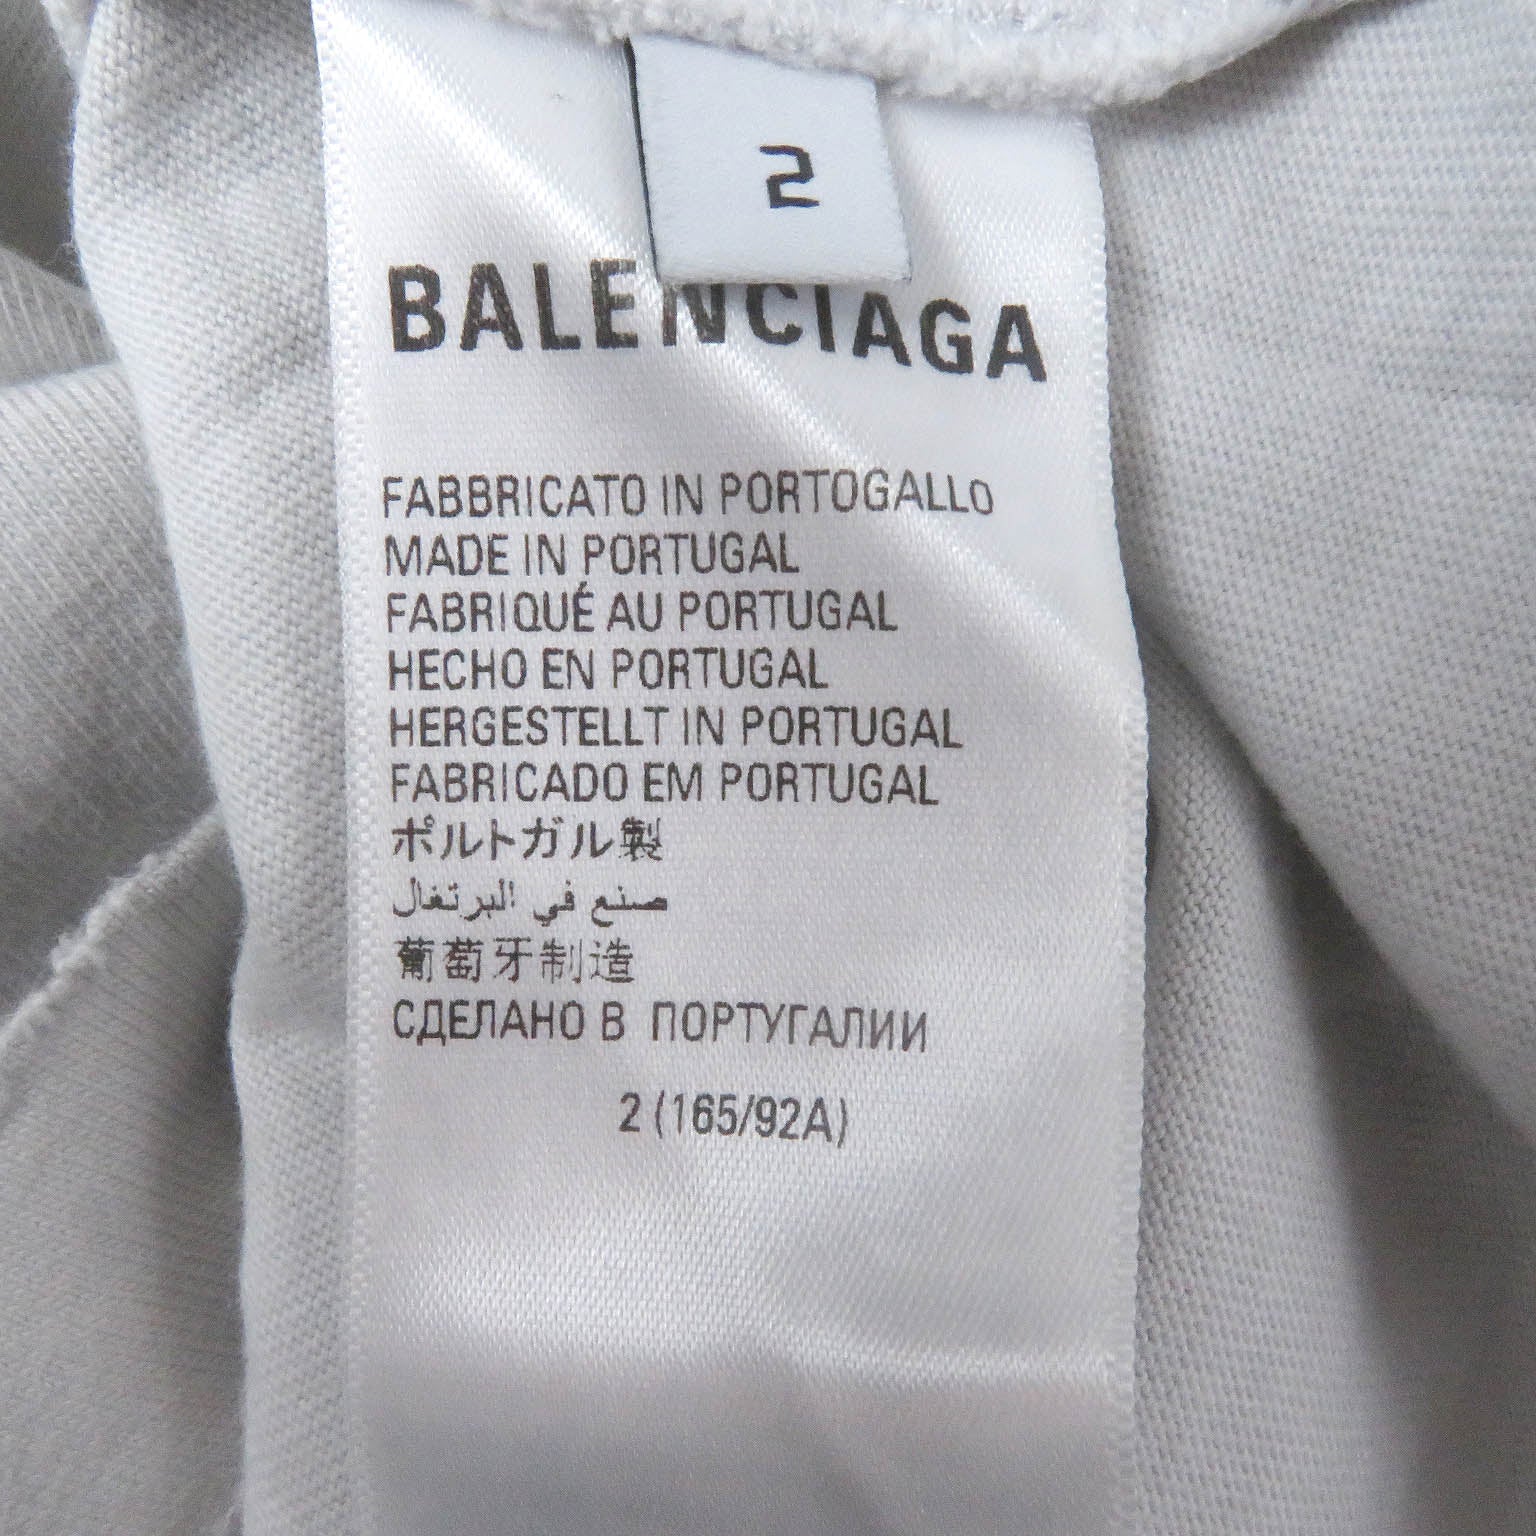 2
BALENCIAGA
FABBRICATO IN PORTOGALLO
MADE IN PORTUGAL
FABRIQUÉ AU PORTUGAL
HECHO EN PORTUGAL
HERGESTELLT IN PORTUGAL
FABRICADO EM PORTUGAL
ポルトガル製
صنع في البرتغال
葡萄牙制造
СДЕЛАНО В ПОРТУГАЛИИ
2 (165/92A)